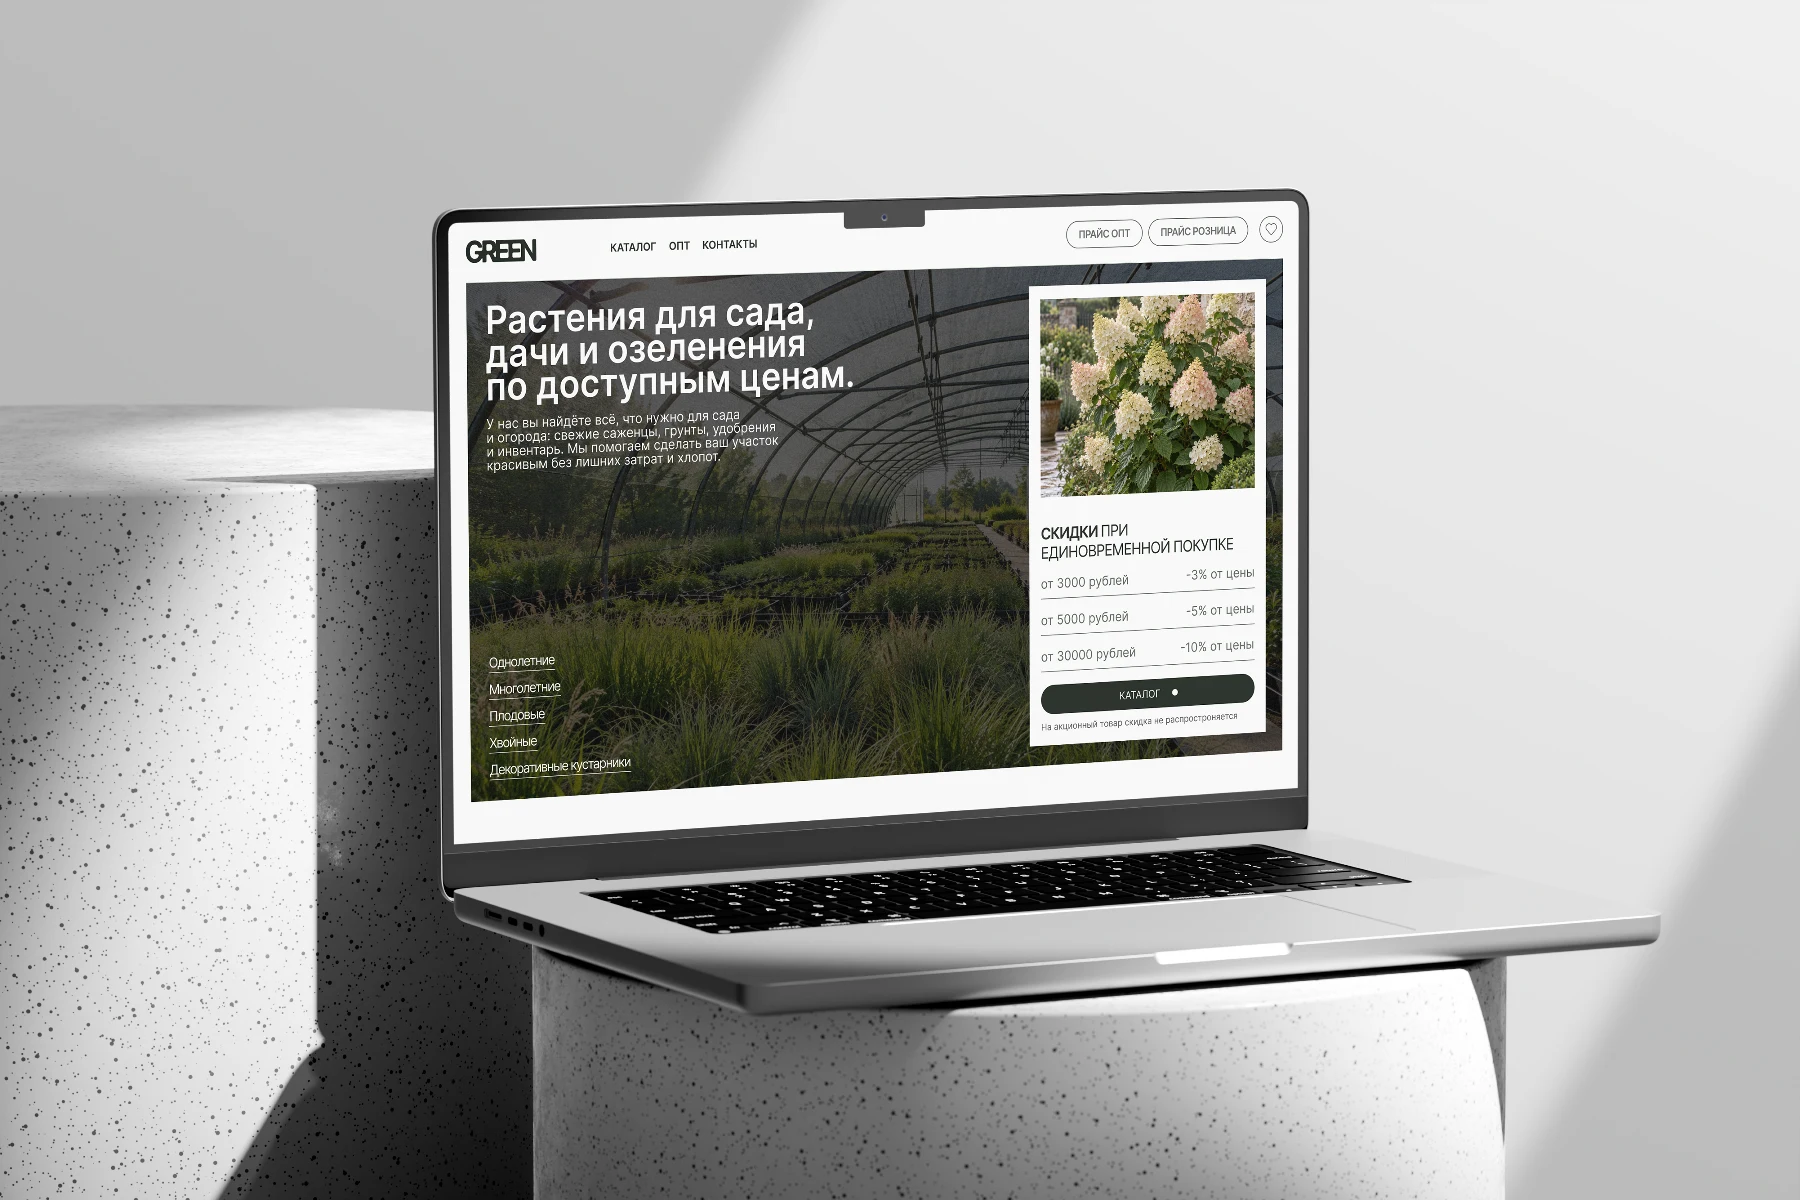 GREEN
КАТАЛОГ ОПТ КОНТАКТЫ
ПРАЙС ОПТ ПРАЙС РОЗНИЦА
Растения для сада,
дачи и озеленения
по доступным ценам.
У нас вы найдёте всё, что нужно для сада
и огорода: свежие саженцы, грунты, удобрения
и инвентарь. Мы помогаем сделать ваш участок
красивым без лишних затрат и хлопот.
Однолетние
Многолетние
Плодовые
Хвойные
Декоративные кустарники
СКИДКИ ПРИ
ЕДИНОВРЕМЕННОЙ ПОКУПКЕ
от 3000 рублей -3% от цены
от 5000 рублей -5% от цены
от 30000 рублей -10% от цены
КАТАЛОГ
На акционный товар скидка не распростроняется